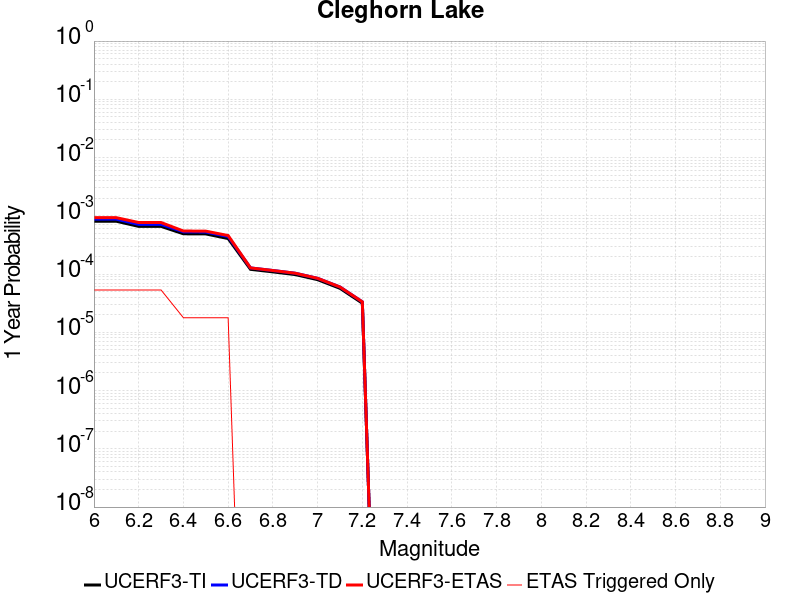 Cleghorn Lake
10^0
10^-1
10^-2
10^-3
10^-4
10^-5
10^-6
10^-7
10^-8
1 Year Probability
6 6.2 6.4 6.6 6.8 7 7.2 7.4 7.6 7.8 8 8.2 8.4 8.6 8.8 9
Magnitude
UCERF3-TI UCERF3-TD UCERF3-ETAS ETAS Triggered Only